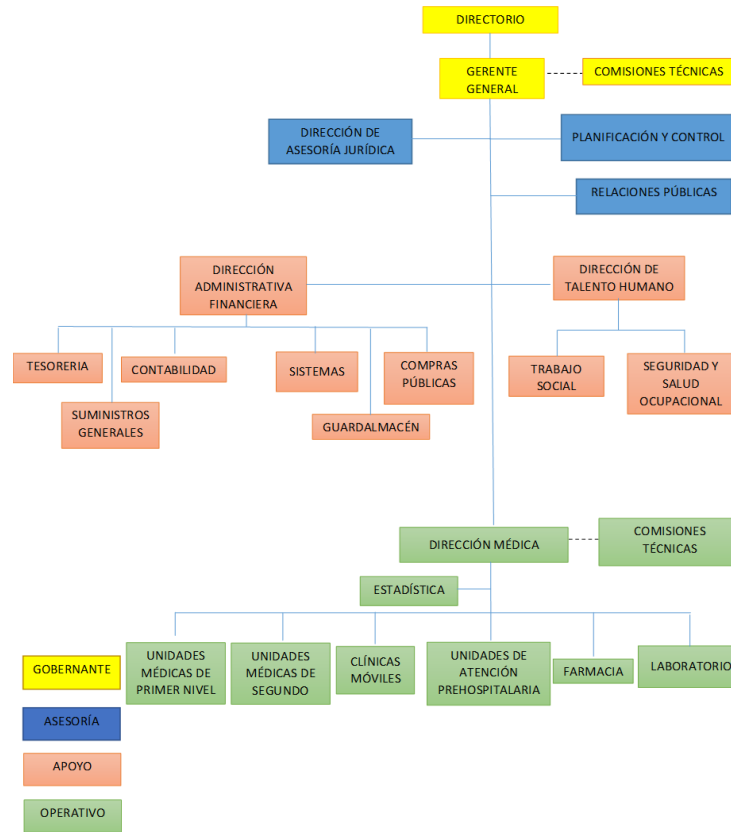 DIRECTORIO
GERENTE
GENERAL
COMISIONES TÉCNICAS
DIRECCIÓN DE
ASESORÍA JURÍDICA
PLANIFICACIÓN Y CONTROL
RELACIONES PÚBLICAS
DIRECCIÓN
ADMINISTRATIVA
FINANCIERA
DIRECCIÓN DE
TALENTO HUMANO
TESORERIA
SUMINISTROS
GENERALES
CONTABILIDAD
SISTEMAS
GUARDALMACÉN
COMPRAS
PÚBLICAS
TRABAJO
SOCIAL
SEGURIDAD Y
SALUD
OCUPACIONAL
DIRECCIÓN MÉDICA
COMISIONES
TÉCNICAS
ESTADÍSTICA
UNIDADES
MÉDICAS DE
PRIMER NIVEL
UNIDADES
MÉDICAS DE
SEGUNDO
CLÍNICAS
MÓVILES
UNIDADES DE
ATENCIÓN
PREHOSPITALARIA
FARMACIA
LABORATORIO
GOBERNANTE
ASESORÍA
APOYO
OPERATIVO